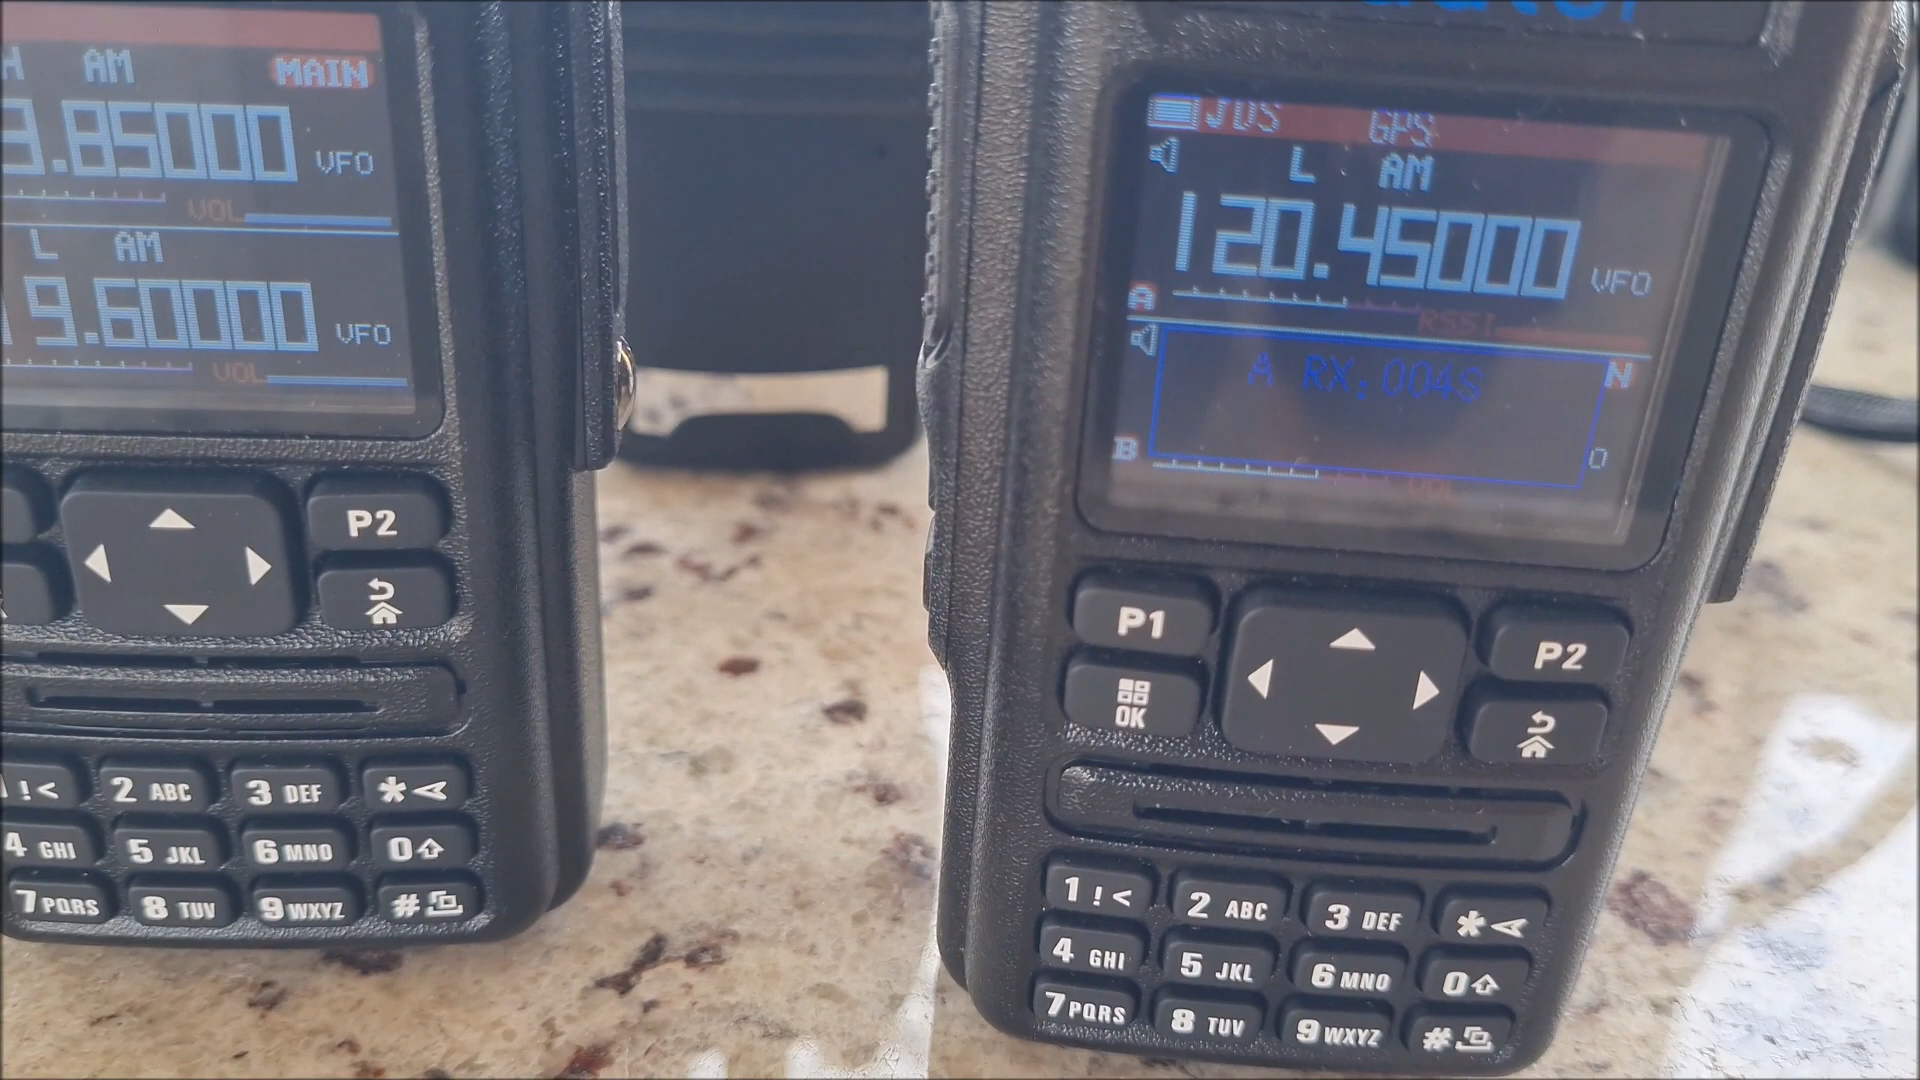 AM MAIN
.85000 VFO
VOL
L AM
9.60000 VFO
VOL
P2
!<
2 ABC
3 DEF
*
4 GHI
5 JKL
6 MNO
0
7 PQRS
8 TUV
9 WXYZ
#
GPS
L AM
120.45000 VFO
A
RSSI
A RX:004S
N
B
O
VOL
P1
P2
OK
1 !<
2 ABC
3 DEF
*
4 GHI
5 JKL
6 MNO
0
7 PQRS
8 TUV
9 WXYZ
#